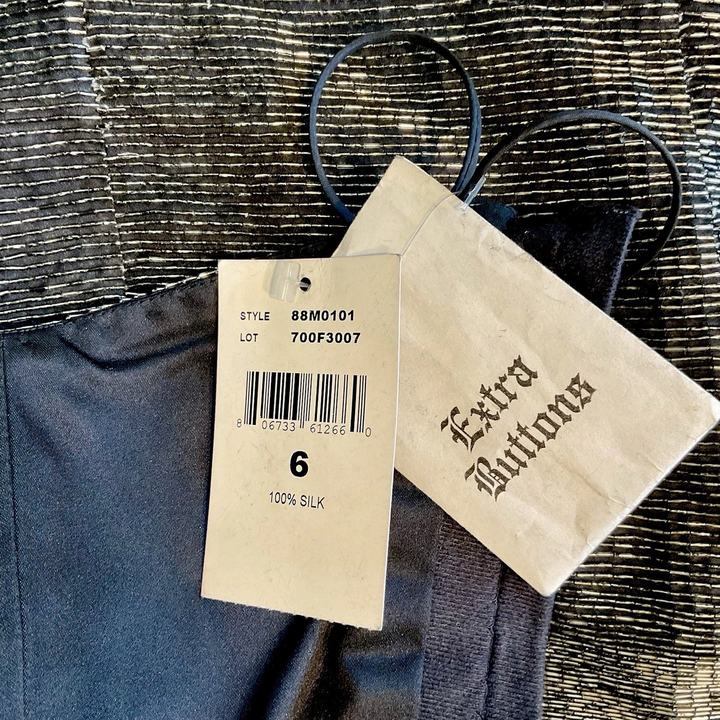 STYLE 88M0101
LOT 700F3007
8 06733 61266 0
6
100% SILK
Extra
Buttons